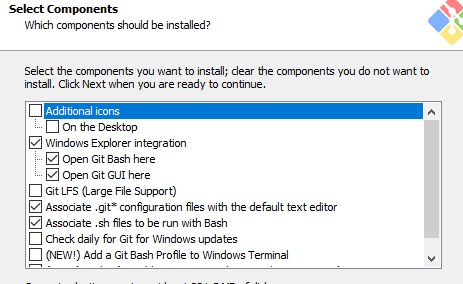 Select Components
Which components should be installed?
Select the components you want to install; clear the components you do not want to
install. Click Next when you are ready to continue.
Additional icons
On the Desktop
Windows Explorer integration
Open Git Bash here
Open Git GUI here
Git LFS (Large File Support)
Associate .git* configuration files with the default text editor
Associate .sh files to be run with Bash
Check daily for Git for Windows updates
(NEW!) Add a Git Bash Profile to Windows Terminal